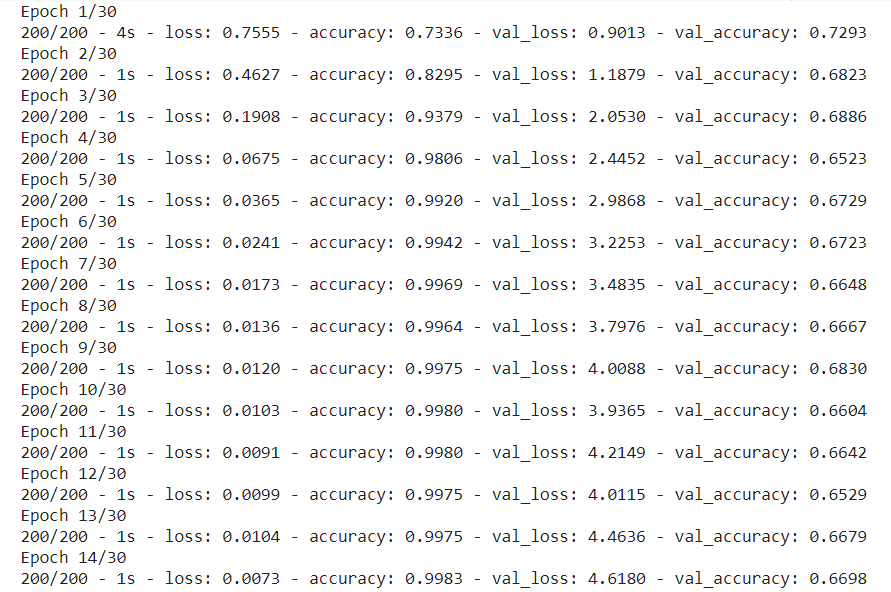 Epoch 1/30
200/200 - 4s - loss: 0.7555 - accuracy: 0.7336 - val_loss: 0.9013 - val_accuracy: 0.7293
Epoch 2/30
200/200 - 1s - loss: 0.4627 - accuracy: 0.8295 - val_loss: 1.1879 - val_accuracy: 0.6823
Epoch 3/30
200/200 - 1s - loss: 0.1908 - accuracy: 0.9379 - val_loss: 2.0530 - val_accuracy: 0.6886
Epoch 4/30
200/200 - 1s - loss: 0.0675 - accuracy: 0.9806 - val_loss: 2.4452 - val_accuracy: 0.6523
Epoch 5/30
200/200 - 1s - loss: 0.0365 - accuracy: 0.9920 - val_loss: 2.9868 - val_accuracy: 0.6729
Epoch 6/30
200/200 - 1s - loss: 0.0241 - accuracy: 0.9942 - val_loss: 3.2253 - val_accuracy: 0.6723
Epoch 7/30
200/200 - 1s - loss: 0.0173 - accuracy: 0.9969 - val_loss: 3.4835 - val_accuracy: 0.6648
Epoch 8/30
200/200 - 1s - loss: 0.0136 - accuracy: 0.9964 - val_loss: 3.7976 - val_accuracy: 0.6667
Epoch 9/30
200/200 - 1s - loss: 0.0120 - accuracy: 0.9975 - val_loss: 4.0088 - val_accuracy: 0.6830
Epoch 10/30
200/200 - 1s - loss: 0.0103 - accuracy: 0.9980 - val_loss: 3.9365 - val_accuracy: 0.6604
Epoch 11/30
200/200 - 1s - loss: 0.0091 - accuracy: 0.9980 - val_loss: 4.2149 - val_accuracy: 0.6642
Epoch 12/30
200/200 - 1s - loss: 0.0099 - accuracy: 0.9975 - val_loss: 4.0115 - val_accuracy: 0.6529
Epoch 13/30
200/200 - 1s - loss: 0.0104 - accuracy: 0.9975 - val_loss: 4.4636 - val_accuracy: 0.6679
Epoch 14/30
200/200 - 1s - loss: 0.0073 - accuracy: 0.9983 - val_loss: 4.6180 - val_accuracy: 0.6698